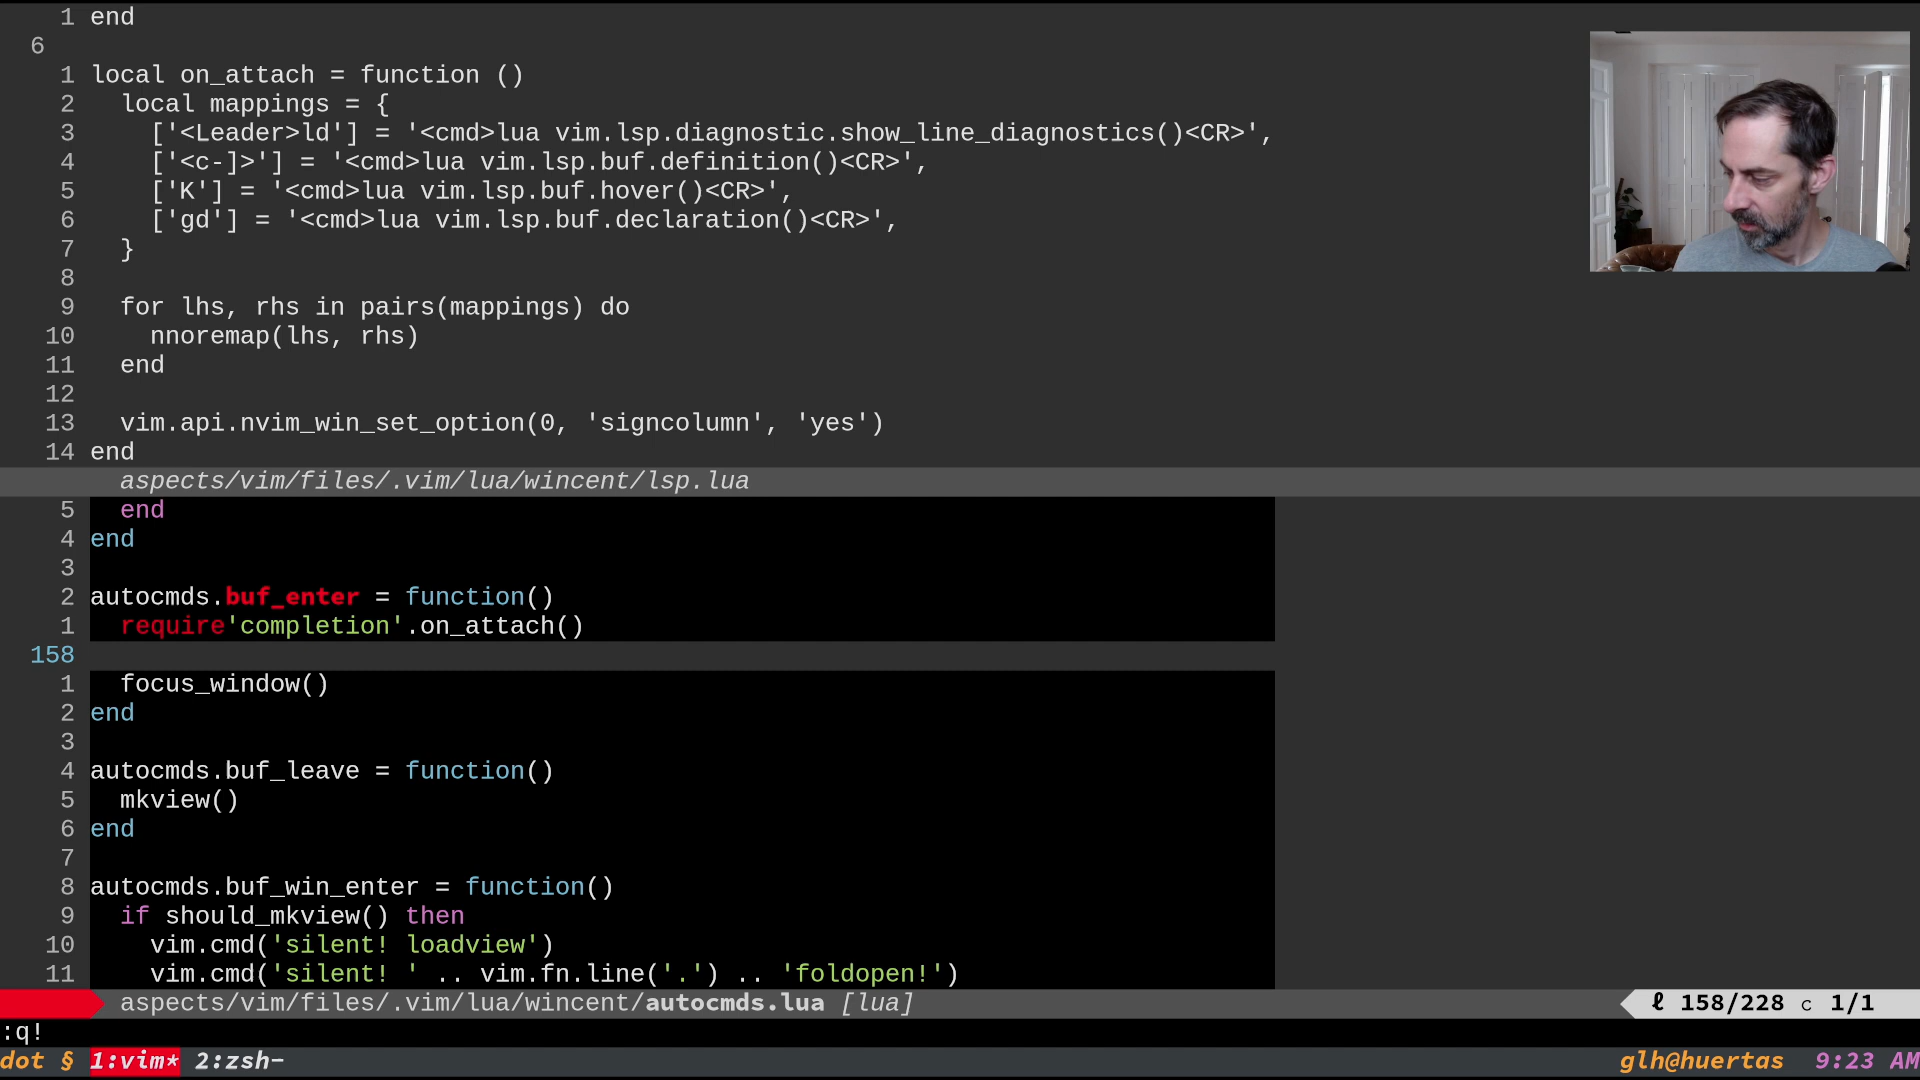 1 end
6
1 local on_attach = function ()
2 local mappings = {
3 ['<Leader>ld'] = '<cmd>lua vim.lsp.diagnostic.show_line_diagnostics()<CR>',
4 ['<c-]>'] = '<cmd>lua vim.lsp.buf.definition()<CR>',
5 ['K'] = '<cmd>lua vim.lsp.buf.hover()<CR>',
6 ['gd'] = '<cmd>lua vim.lsp.buf.declaration()<CR>',
7 }
8
9 for lhs, rhs in pairs(mappings) do
10 nnoremap(lhs, rhs)
11 end
12
13 vim.api.nvim_win_set_option(0, 'signcolumn', 'yes')
14 end
aspects/vim/files/.vim/lua/wincent/lsp.lua
5 end
4 end
3
2 autocmds.buf_enter = function()
1 require'completion'.on_attach()
158
1 focus_window()
2 end
3
4 autocmds.buf_leave = function()
5 mkview()
6 end
7
8 autocmds.buf_win_enter = function()
9 if should_mkview() then
10 vim.cmd('silent! loadview')
11 vim.cmd('silent! ' .. vim.fn.line('.') .. 'foldopen!')
aspects/vim/files/.vim/lua/wincent/autocmds.lua [lua] ℓ 158/228 c 1/1
:q!
dot § 1:vim* 2:zsh- glh@huertas 9:23 AM